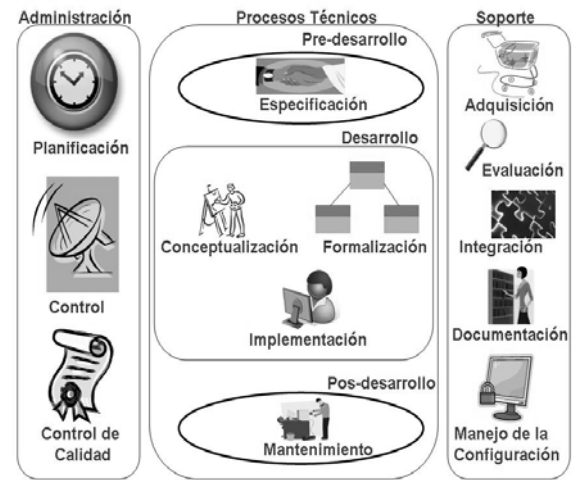 Administración
Planificación
Control
Control de
Calidad
Procesos Técnicos
Pre-desarrollo
Especificación
Desarrollo
Conceptualización
Formalización
Implementación
Pos-desarrollo
Mantenimiento
Soporte
Adquisición
Evaluación
Integración
Documentación
Manejo de la
Configuración